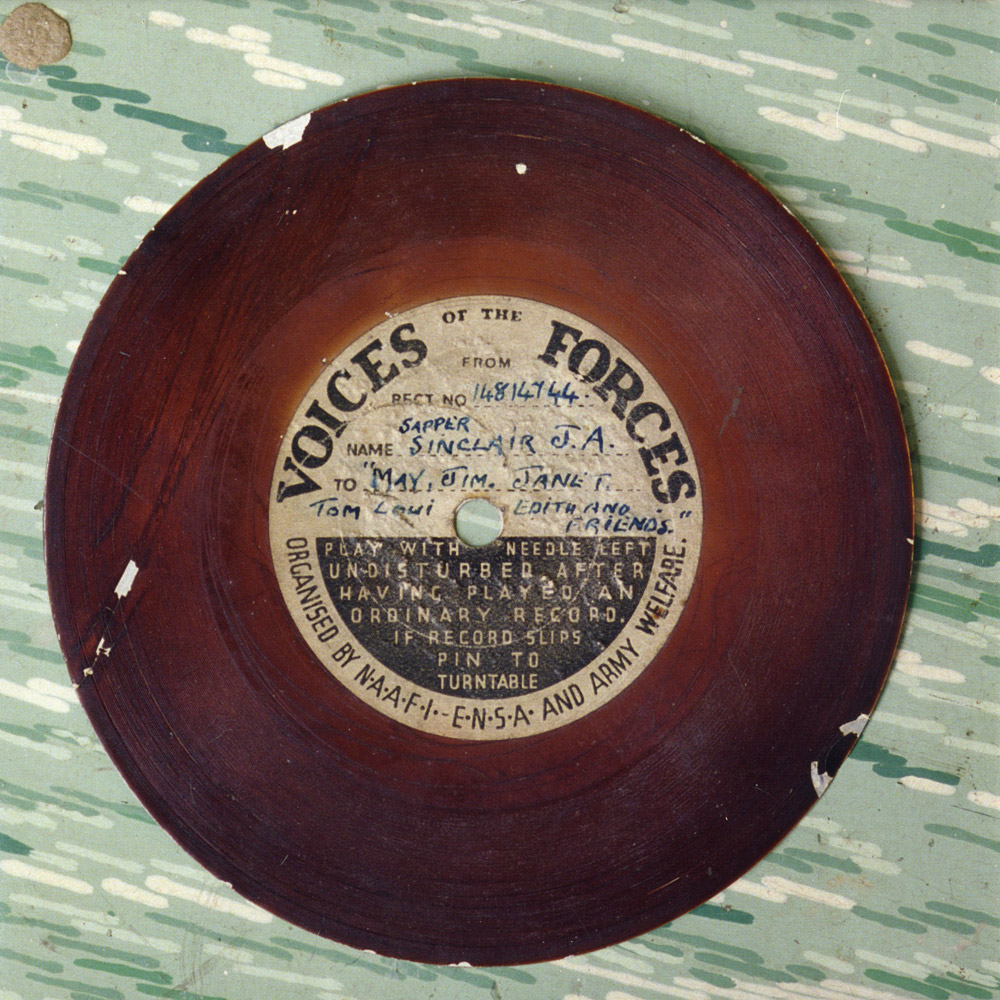 VOICES OF THE FORCES
FROM
RECT NO 14814744.
SAPPER
NAME SINCLAIR J.A.
TO "MAY, JIM. JANET.
TOM LOUI EDITH AND
FRIENDS."
PLAY WITH NEEDLE LEFT
UNDISTURBED AFTER
HAVING PLAYED AN
ORDINARY RECORD.
IF RECORD SLIPS
PIN TO
TURNTABLE
ORGANISED BY N·A·A·F·I·-E·N·S·A· AND ARMY WELFARE.